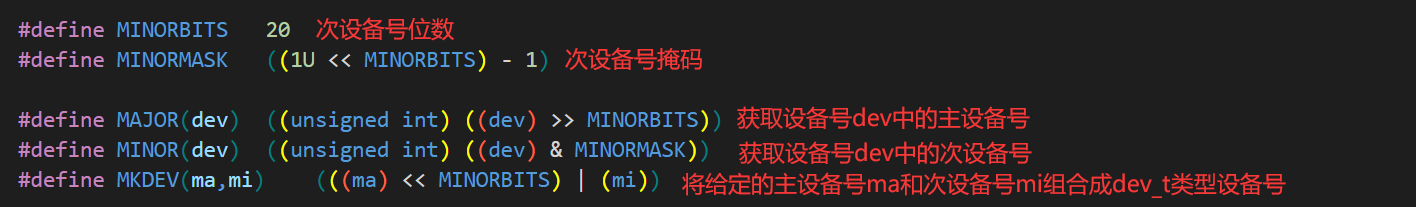 #define MINORBITS 20 次设备号位数
#define MINORMASK ((1U << MINORBITS) - 1) 次设备号掩码
#define MAJOR(dev) ((unsigned int) ((dev) >> MINORBITS)) 获取设备号dev中的主设备号
#define MINOR(dev) ((unsigned int) ((dev) & MINORMASK)) 获取设备号dev中的次设备号
#define MKDEV(ma,mi) (((ma) << MINORBITS) | (mi)) 将给定的主设备号ma和次设备号mi组合成dev_t类型设备号